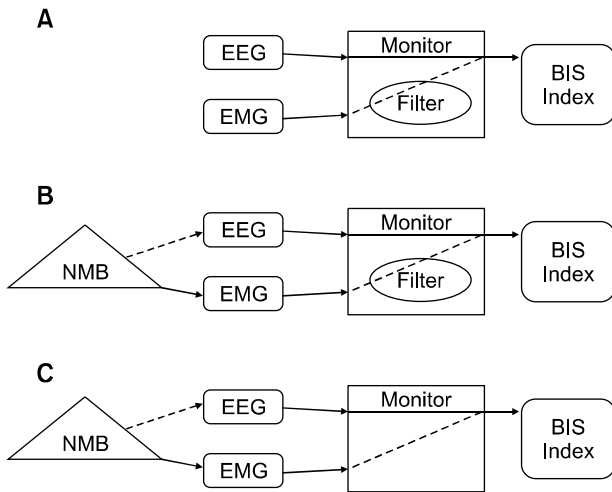 A
EEG
Monitor
BIS
Index
EMG
Filter
B
NMB
EEG
Monitor
BIS
Index
EMG
Filter
C
NMB
EEG
Monitor
BIS
Index
EMG